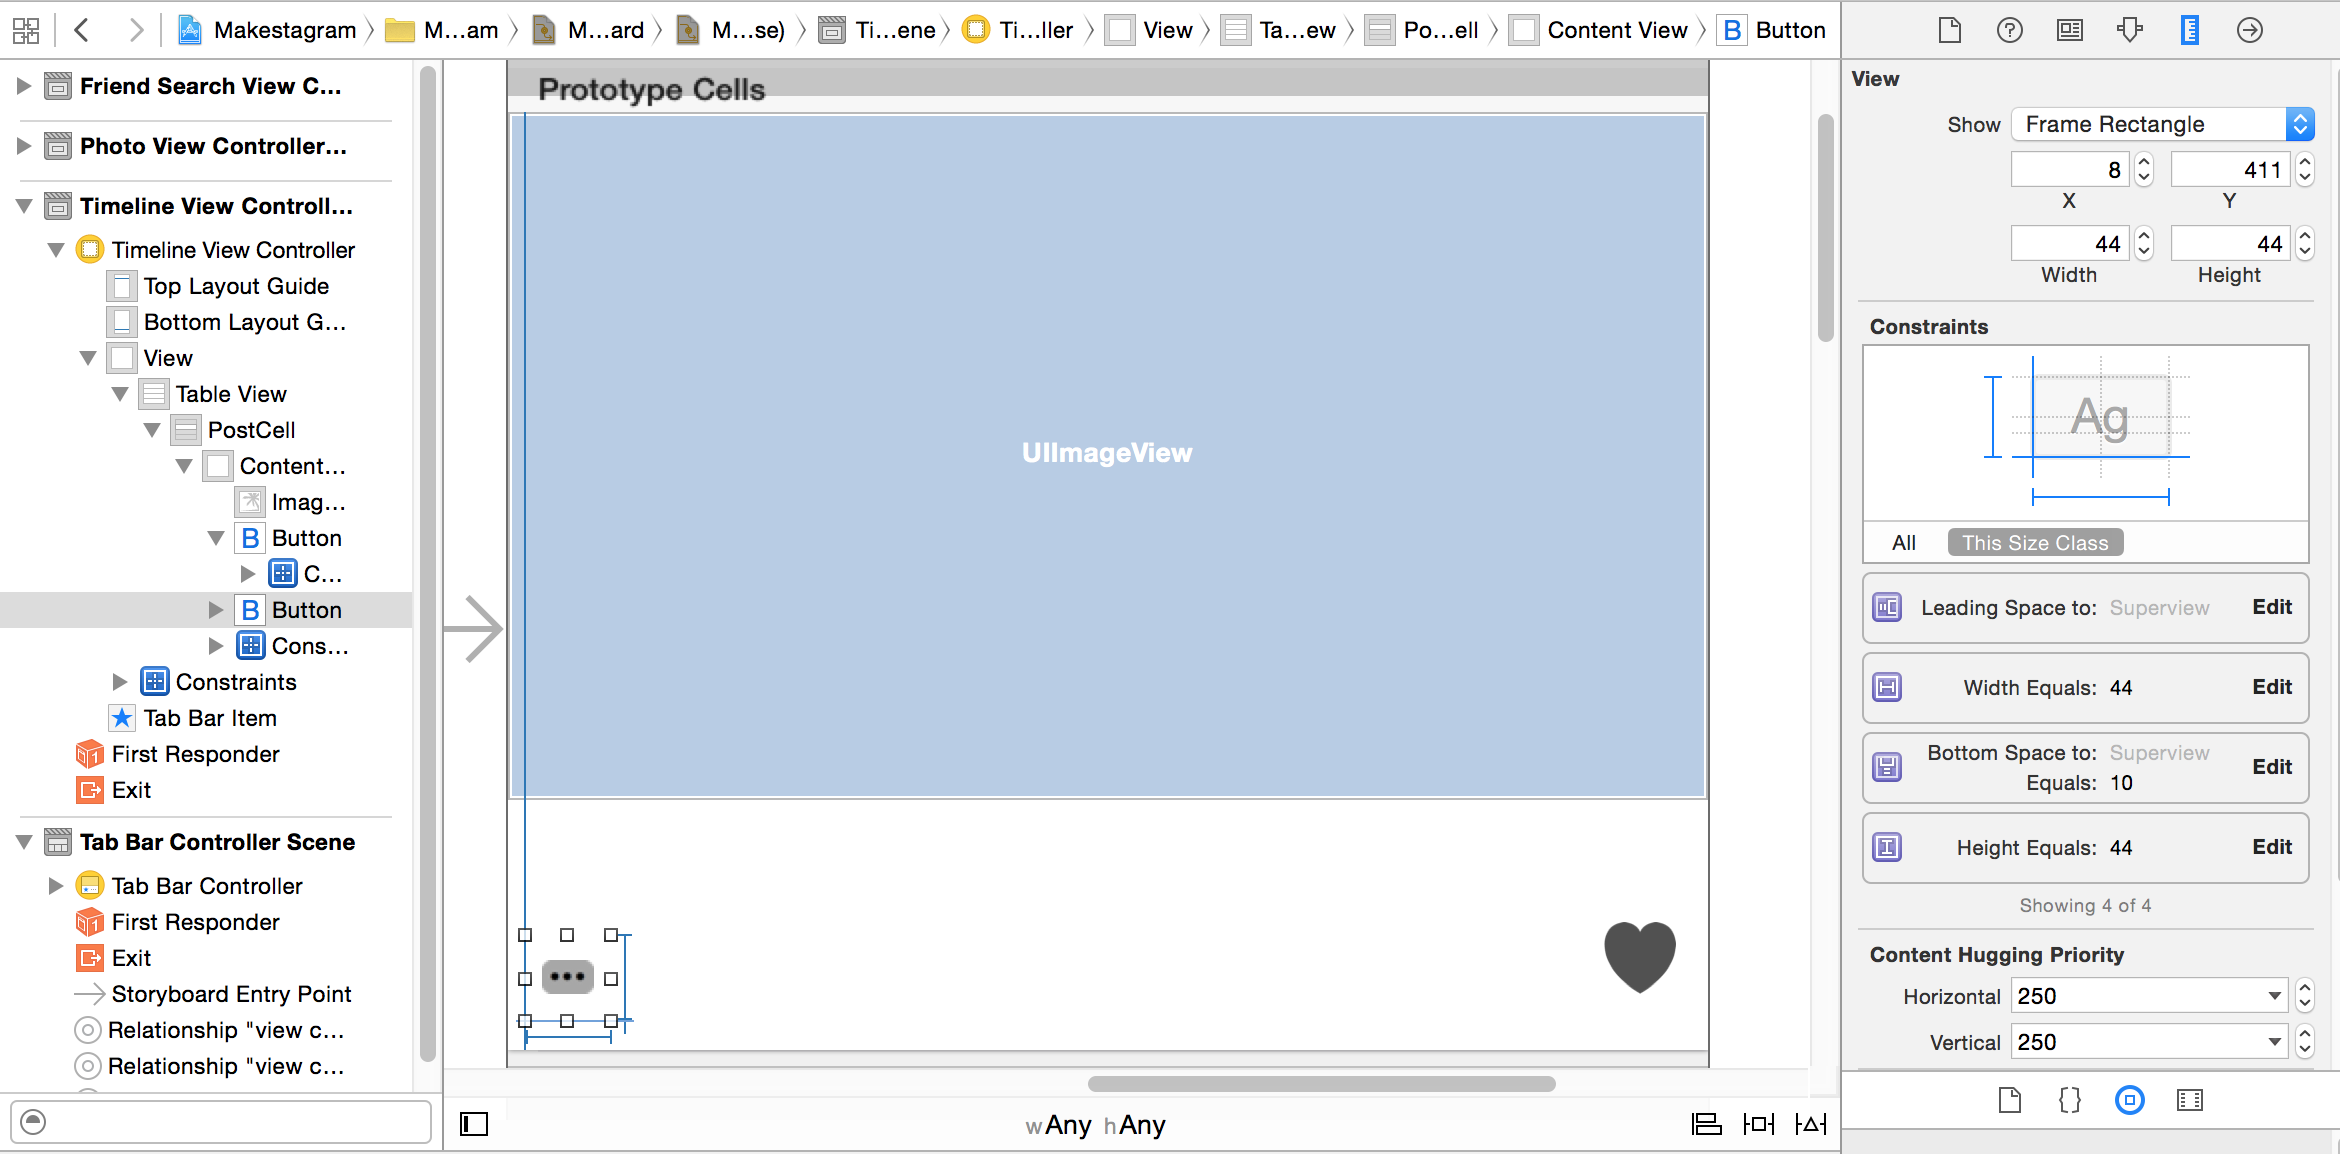 Makestagram M...am M...ard M...se) Ti...ene Ti...ller View Ta...ew Po...ell Content View B Button
Friend Search View C...
Photo View Controller...
Timeline View Controll...
Timeline View Controller
Top Layout Guide
Bottom Layout G...
View
Table View
PostCell
Content...
Imag...
B Button
C...
B Button
Cons...
Constraints
Tab Bar Item
First Responder
Exit
Tab Bar Controller Scene
Tab Bar Controller
First Responder
Exit
Storyboard Entry Point
Relationship "view c...
Relationship "view c...
Prototype Cells
UIImageView
wAny hAny
View
Show Frame Rectangle
8 411
X Y
44 44
Width Height
Constraints
Ag
All This Size Class
Leading Space to: Superview Edit
Width Equals: 44 Edit
Bottom Space to: Superview
Equals: 10 Edit
Height Equals: 44 Edit
Showing 4 of 4
Content Hugging Priority
Horizontal 250
Vertical 250